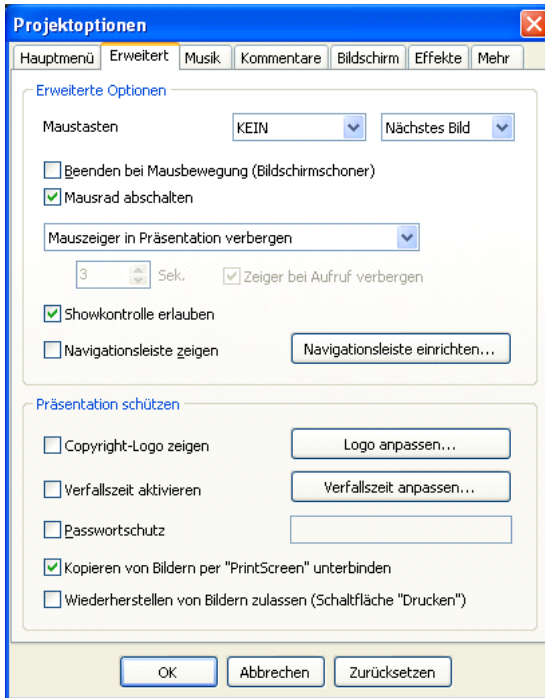 Projektoptionen
Hauptmenü Erweitert Musik Kommentare Bildschirm Effekte Mehr
Erweiterte Optionen
Maustasten KEIN Nächstes Bild
Beenden bei Mausbewegung (Bildschirmschoner)
Mausrad abschalten
Mauszeiger in Präsentation verbergen
3 Sek. Zeiger bei Aufruf verbergen
Showkontrolle erlauben
Navigationsleiste zeigen Navigationsleiste einrichten...
Präsentation schützen
Copyright-Logo zeigen Logo anpassen...
Verfallszeit aktivieren Verfallszeit anpassen...
Passwortschutz
Kopieren von Bildern per "PrintScreen" unterbinden
Wiederherstellen von Bildern zulassen (Schaltfläche "Drucken")
OK Abbrechen Zurücksetzen